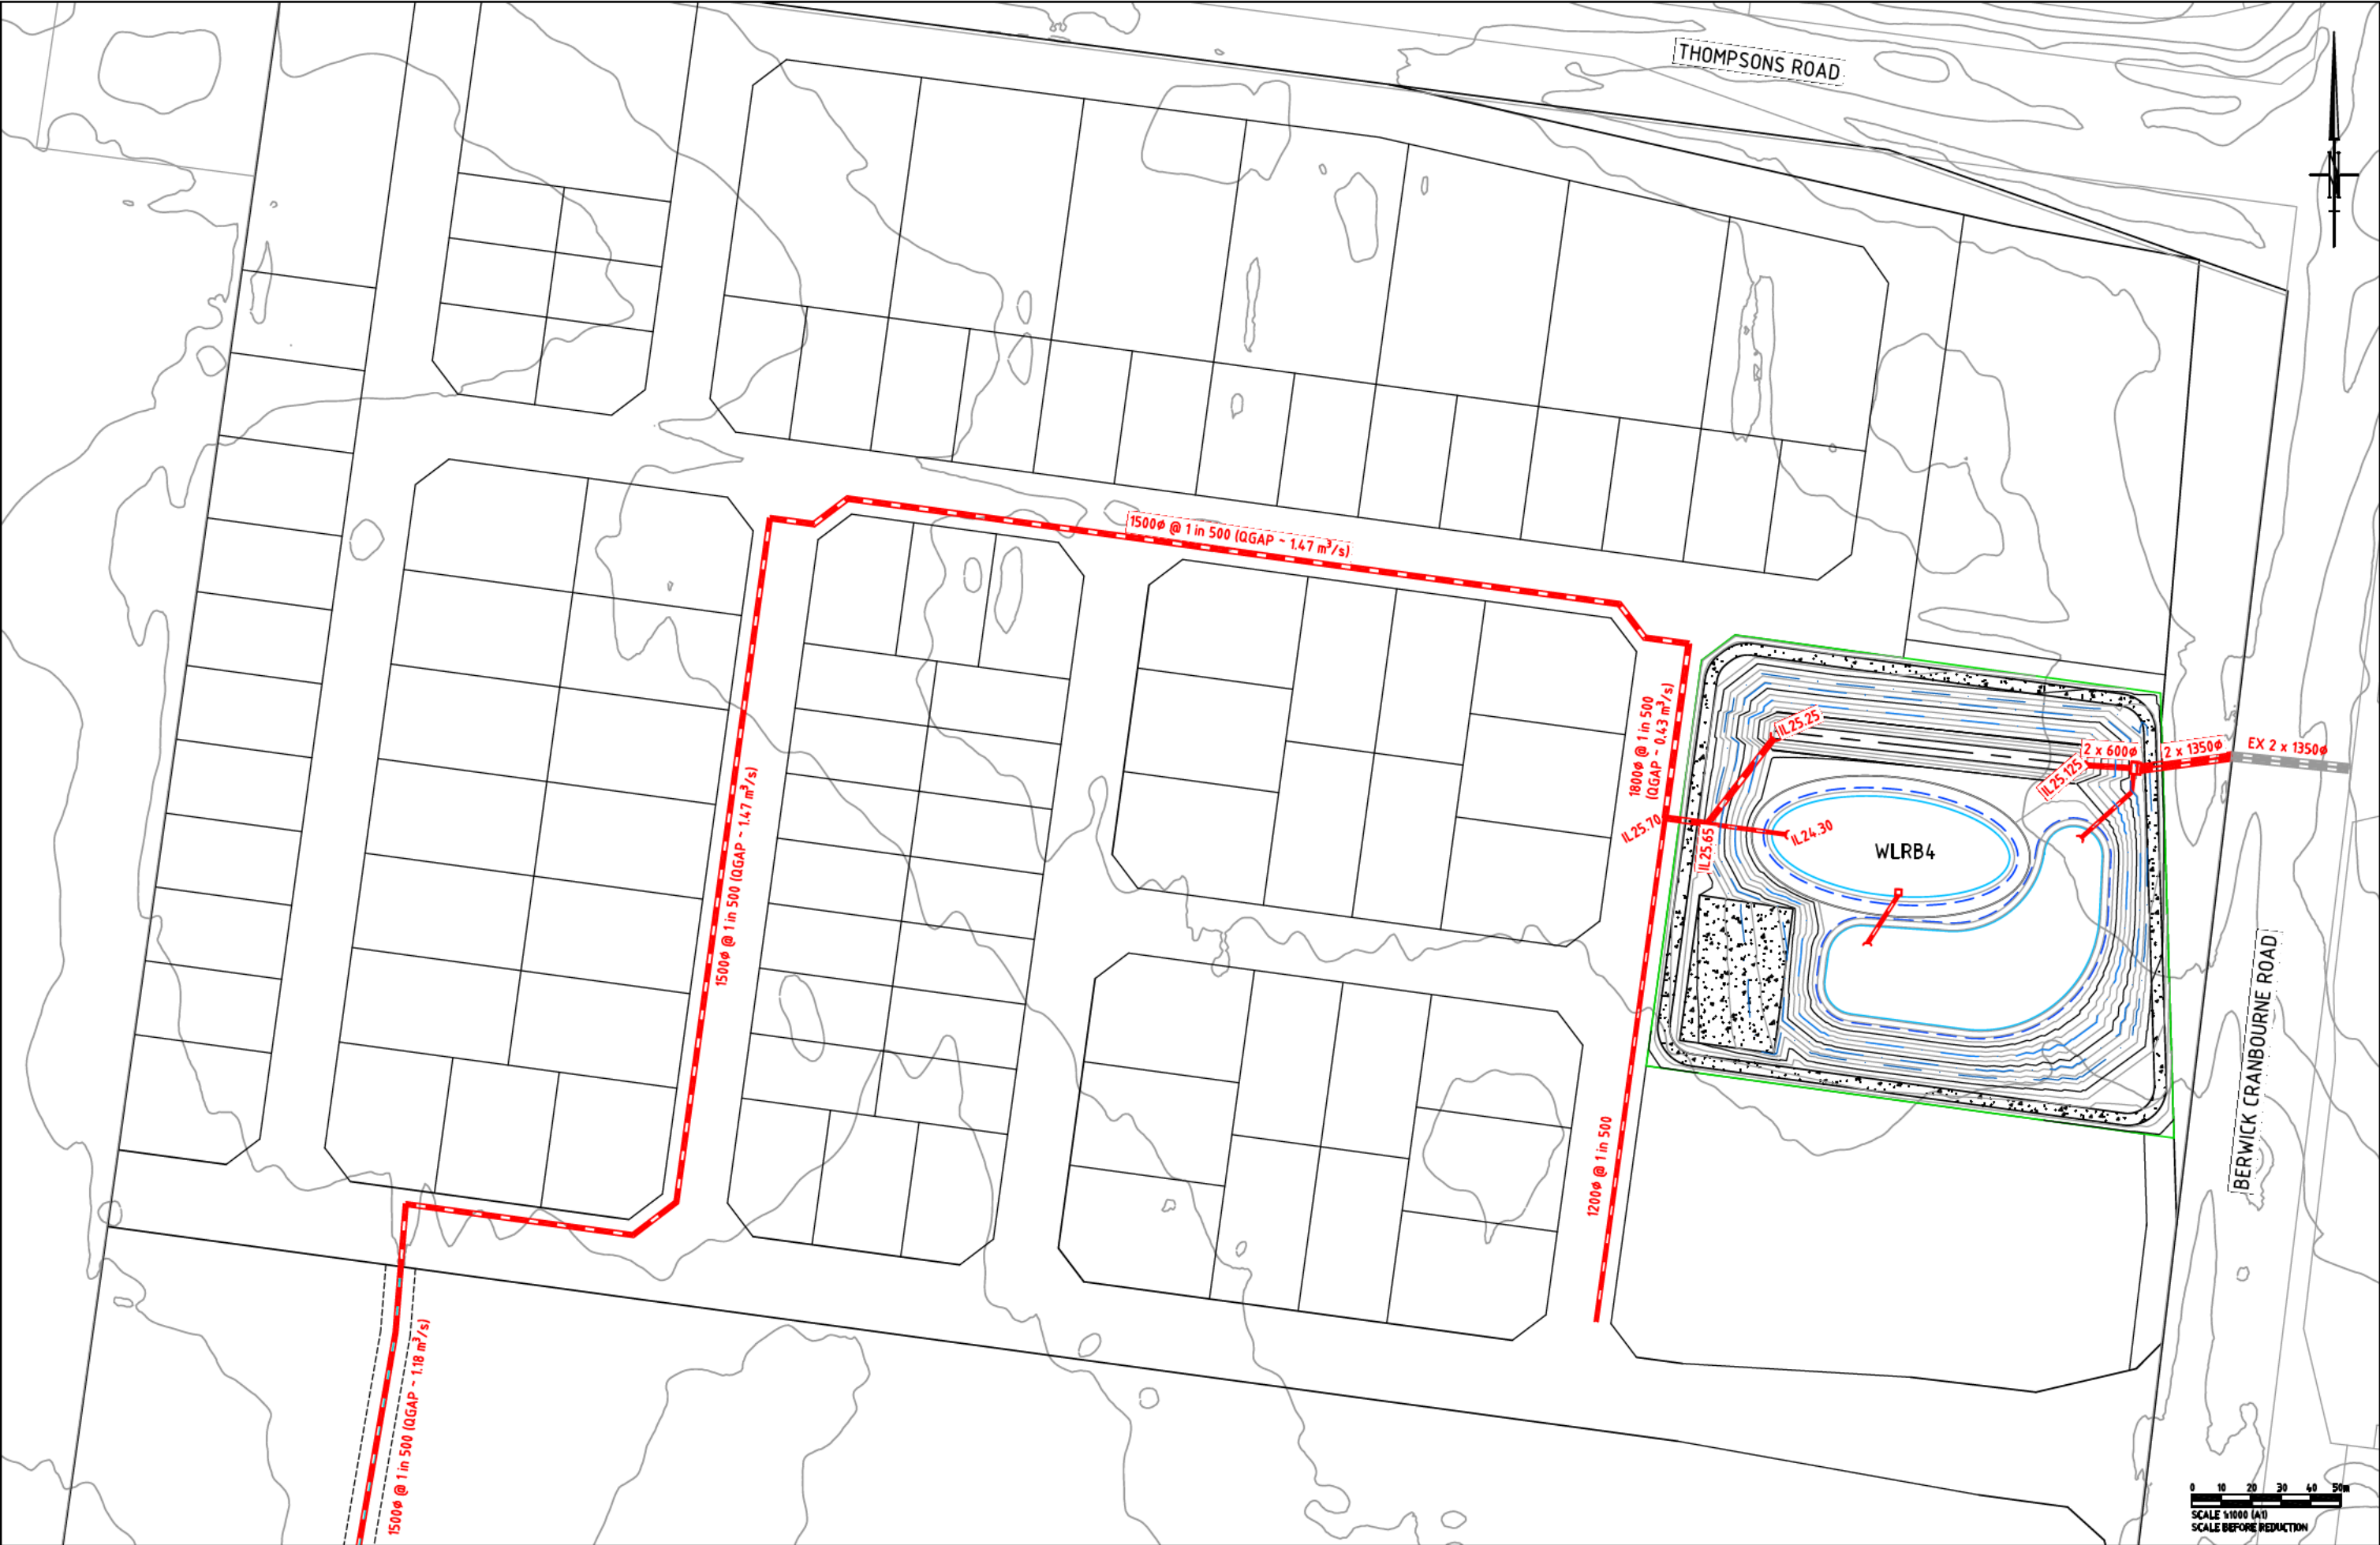 THOMPSONS ROAD
N
1500ø @ 1 in 500 (QGAP ~ 1.47 m³/s)
1800ø @ 1 in 500
(QGAP ~ 0.43 m³/s)
IL25.25
2 x 600ø
2 x 1350ø
EX 2 x 1350ø
IL25.125
IL25.70
IL25.65
IL24.30
WLRB4
1500ø @ 1 in 500 (QGAP ~ 1.47 m³/s)
BERWICK CRANBOURNE ROAD
1200ø @ 1 in 500
1500ø @ 1 in 500 (QGAP ~ 1.18 m³/s)
0 10 20 30 40 50m
SCALE 1:1000 (A1)
SCALE BEFORE REDUCTION